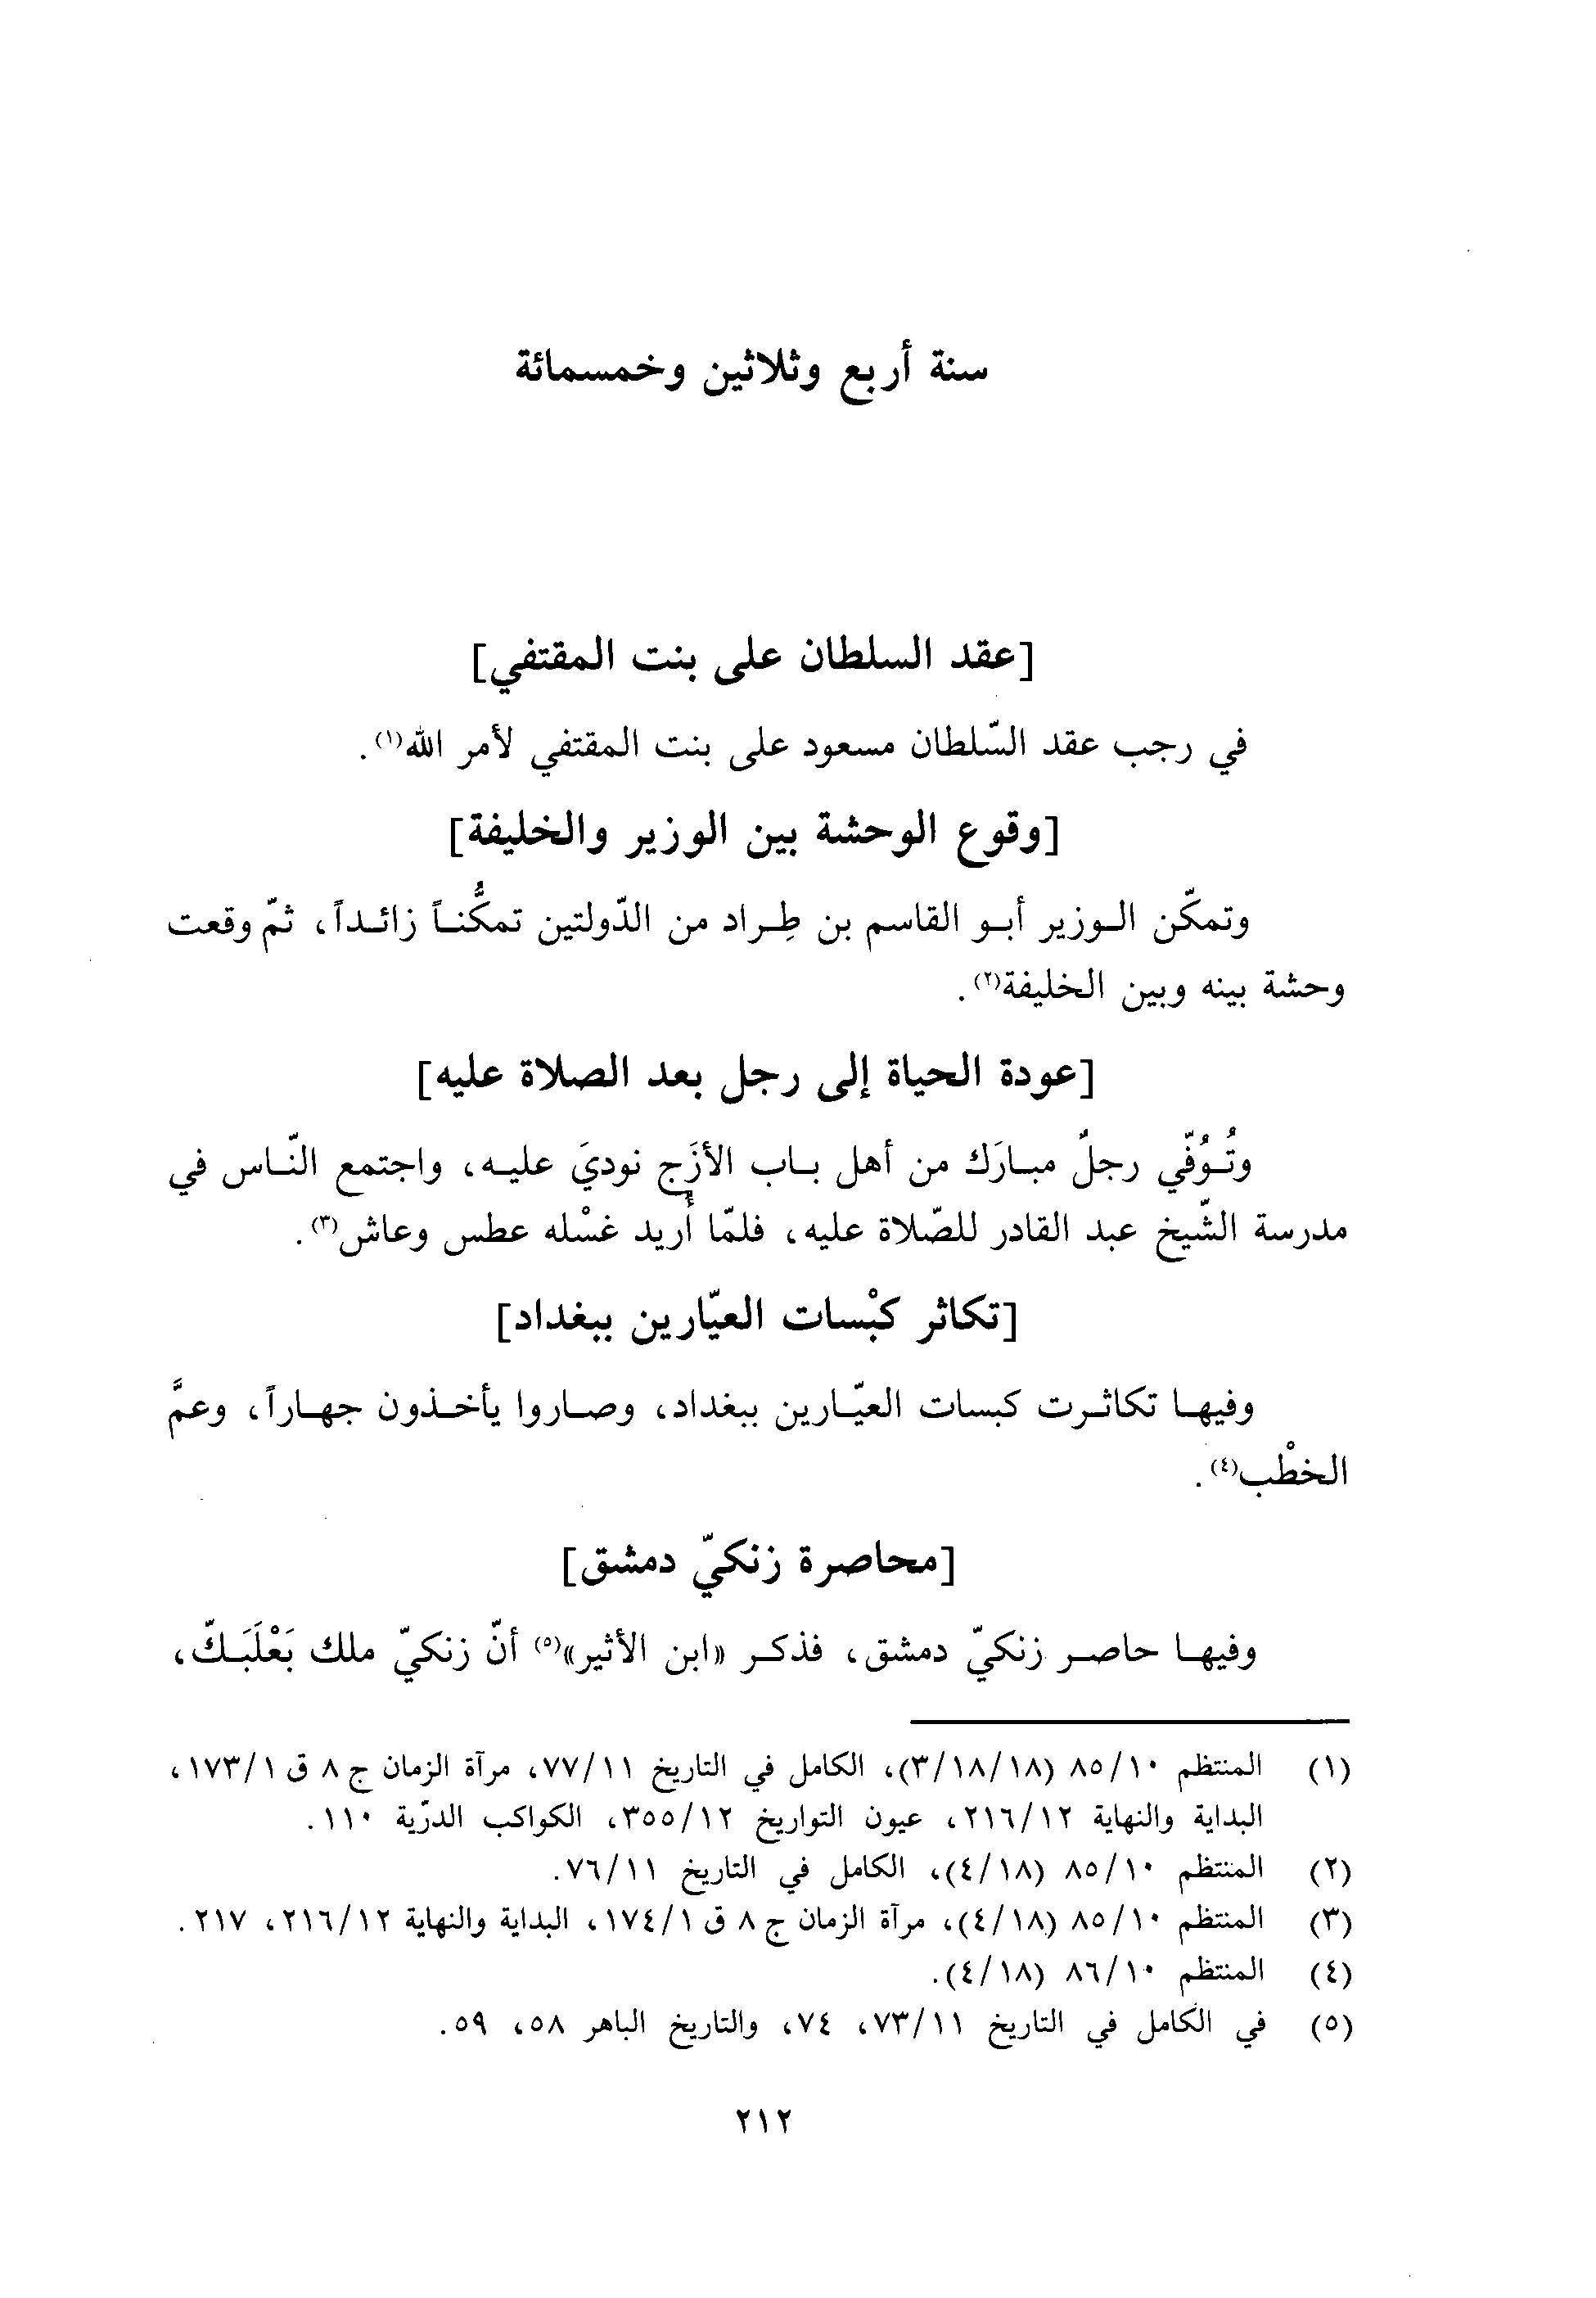 سنة أربع وثلاثين وخمسمائة
[عقد السلطان على بنت المقتفي]
في رجب عقد السّلطان مسعود على بنت المقتفي لأمر الله(١).
[وقوع الوحشة بين الوزير والخليفة]
وتمكّن الوزير أبو القاسم بن طِراد من الدّولتين تمكُّناً زائداً، ثمّ وقعت
وحشة بينه وبين الخليفة(٢).
[عودة الحياة إلى رجل بعد الصلاة عليه]
وتُوُفّي رجلٌ مبارَك من أهل باب الأزَج نوديَ عليه، واجتمع النّاس في
مدرسة الشّيخ عبد القادر للصّلاة عليه، فلمّا أُريد غسْله عطس وعاش(٣).
[تكاثر كبْسات العيّارين ببغداد]
وفيها تكاثرت كبسات العيّارين ببغداد، وصاروا يأخذون جهاراً، وعمَّ
الخطْب(٤).
[محاصرة زنكيّ دمشق]
وفيها حاصر زنكيّ دمشق، فذكر «ابن الأثير»(٥) أنّ زنكيّ ملك بَعْلَبَكّ،
(١) المنتظم ٨٥/١٠ (٣/١٨/١٨)، الكامل في التاريخ ٧٧/١١، مرآة الزمان ج ٨ ق ١٧٣/١،
البداية والنهاية ٢١٦/١٢، عيون التواريخ ٣٥٥/١٢، الكواكب الدرّية ١١٠.
(٢) المنتظم ٨٥/١٠ (٤/١٨)، الكامل في التاريخ ٧٦/١١.
(٣) المنتظم ٨٥/١٠ (٤/١٨)، مرآة الزمان ج ٨ ق ١٧٤/١، البداية والنهاية ٢١٦/١٢، ٢١٧.
(٤) المنتظم ٨٦/١٠ (٤/١٨).
(٥) في الكامل في التاريخ ٧٣/١١، ٧٤، والتاريخ الباهر ٥٨، ٥٩.
٢١٢